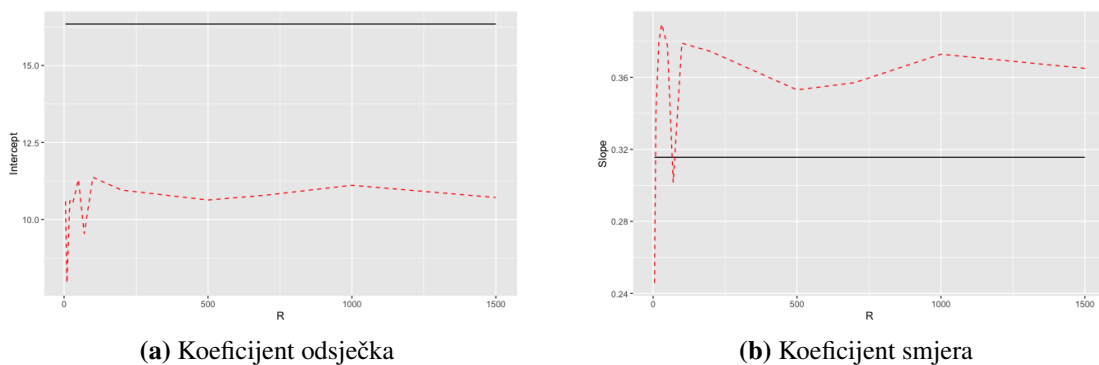 Intercept
15.0
12.5
10.0
0
500
1000
1500
R
(a) Koeficijent odsječka
Slope
0.36
0.32
0.28
0.24
0
500
1000
1500
R
(b) Koeficijent smjera